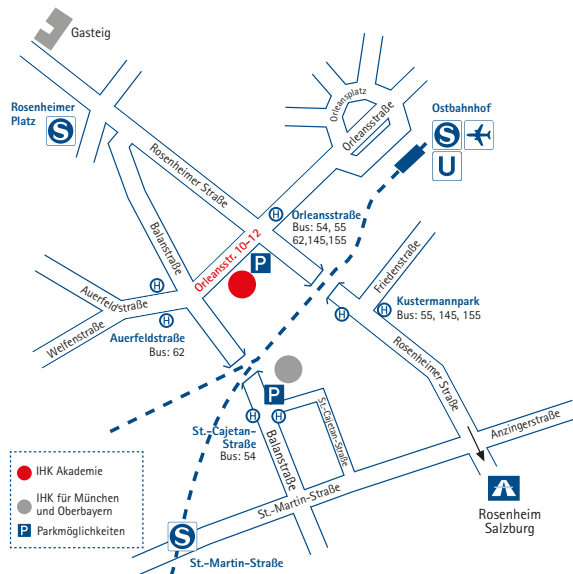 Gasteig
Rosenheimer
Platz
S
Orleansplatz
Orleansstraße
Ostbahnhof
S
U
Rosenheimer Straße
H
Orleansstraße
Bus: 54, 55
62,145,155
Balanstraße
Orleansstr. 10-12
P
Friedenstraße
H
Auerfeldstraße
H
Kustermannpark
Bus: 55, 145, 155
H
Welfenstraße
H
Auerfeldstraße
Bus: 62
Rosenheimer Straße
P
St.-Cajetan-Straße
H
H
St.-Cajetan-
Straße
Bus: 54
Balanstraße
Anzingerstraße
IHK Akademie
IHK für München
und Oberbayern
P Parkmöglichkeiten
St.-Martin-Straße
S
St.-Martin-Straße
Rosenheim
Salzburg